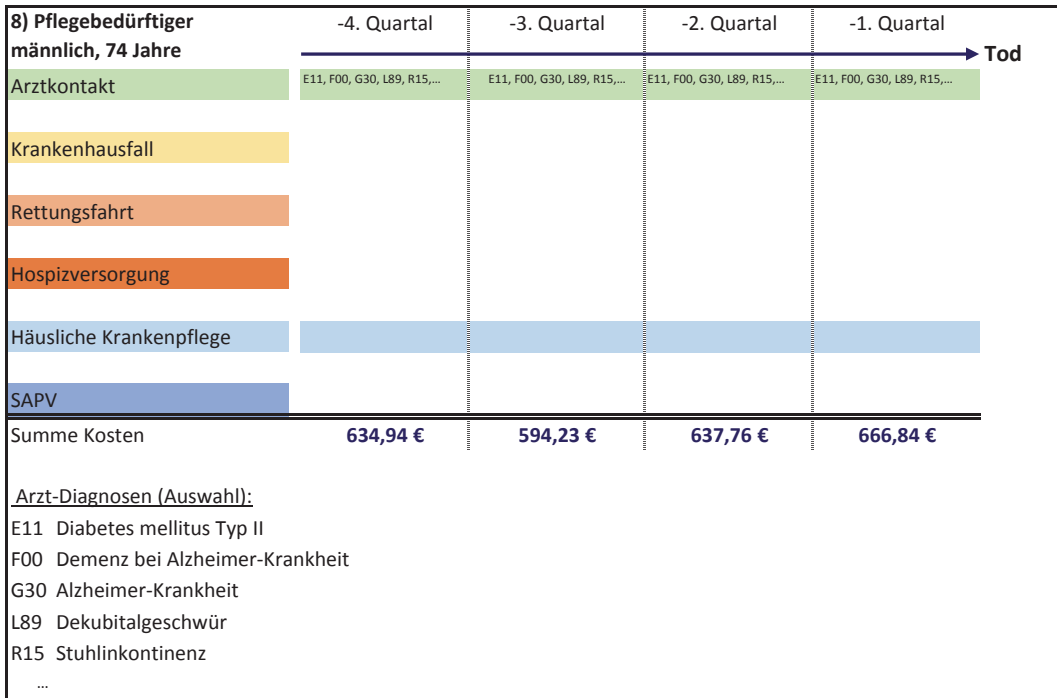 8) Pflegebedürftiger -4. Quartal -3. Quartal -2. Quartal -1. Quartal
männlich, 74 Jahre Tod
Arztkontakt E11, F00, G30, L89, R15,... E11, F00, G30, L89, R15,... E11, F00, G30, L89, R15,... E11, F00, G30, L89, R15,...
Krankenhausfall
Rettungsfahrt
Hospizversorgung
Häusliche Krankenpflege
SAPV
Summe Kosten 634,94 € 594,23 € 637,76 € 666,84 €
Arzt-Diagnosen (Auswahl):
E11 Diabetes mellitus Typ II
F00 Demenz bei Alzheimer-Krankheit
G30 Alzheimer-Krankheit
L89 Dekubitalgeschwür
R15 Stuhlinkontinenz
...